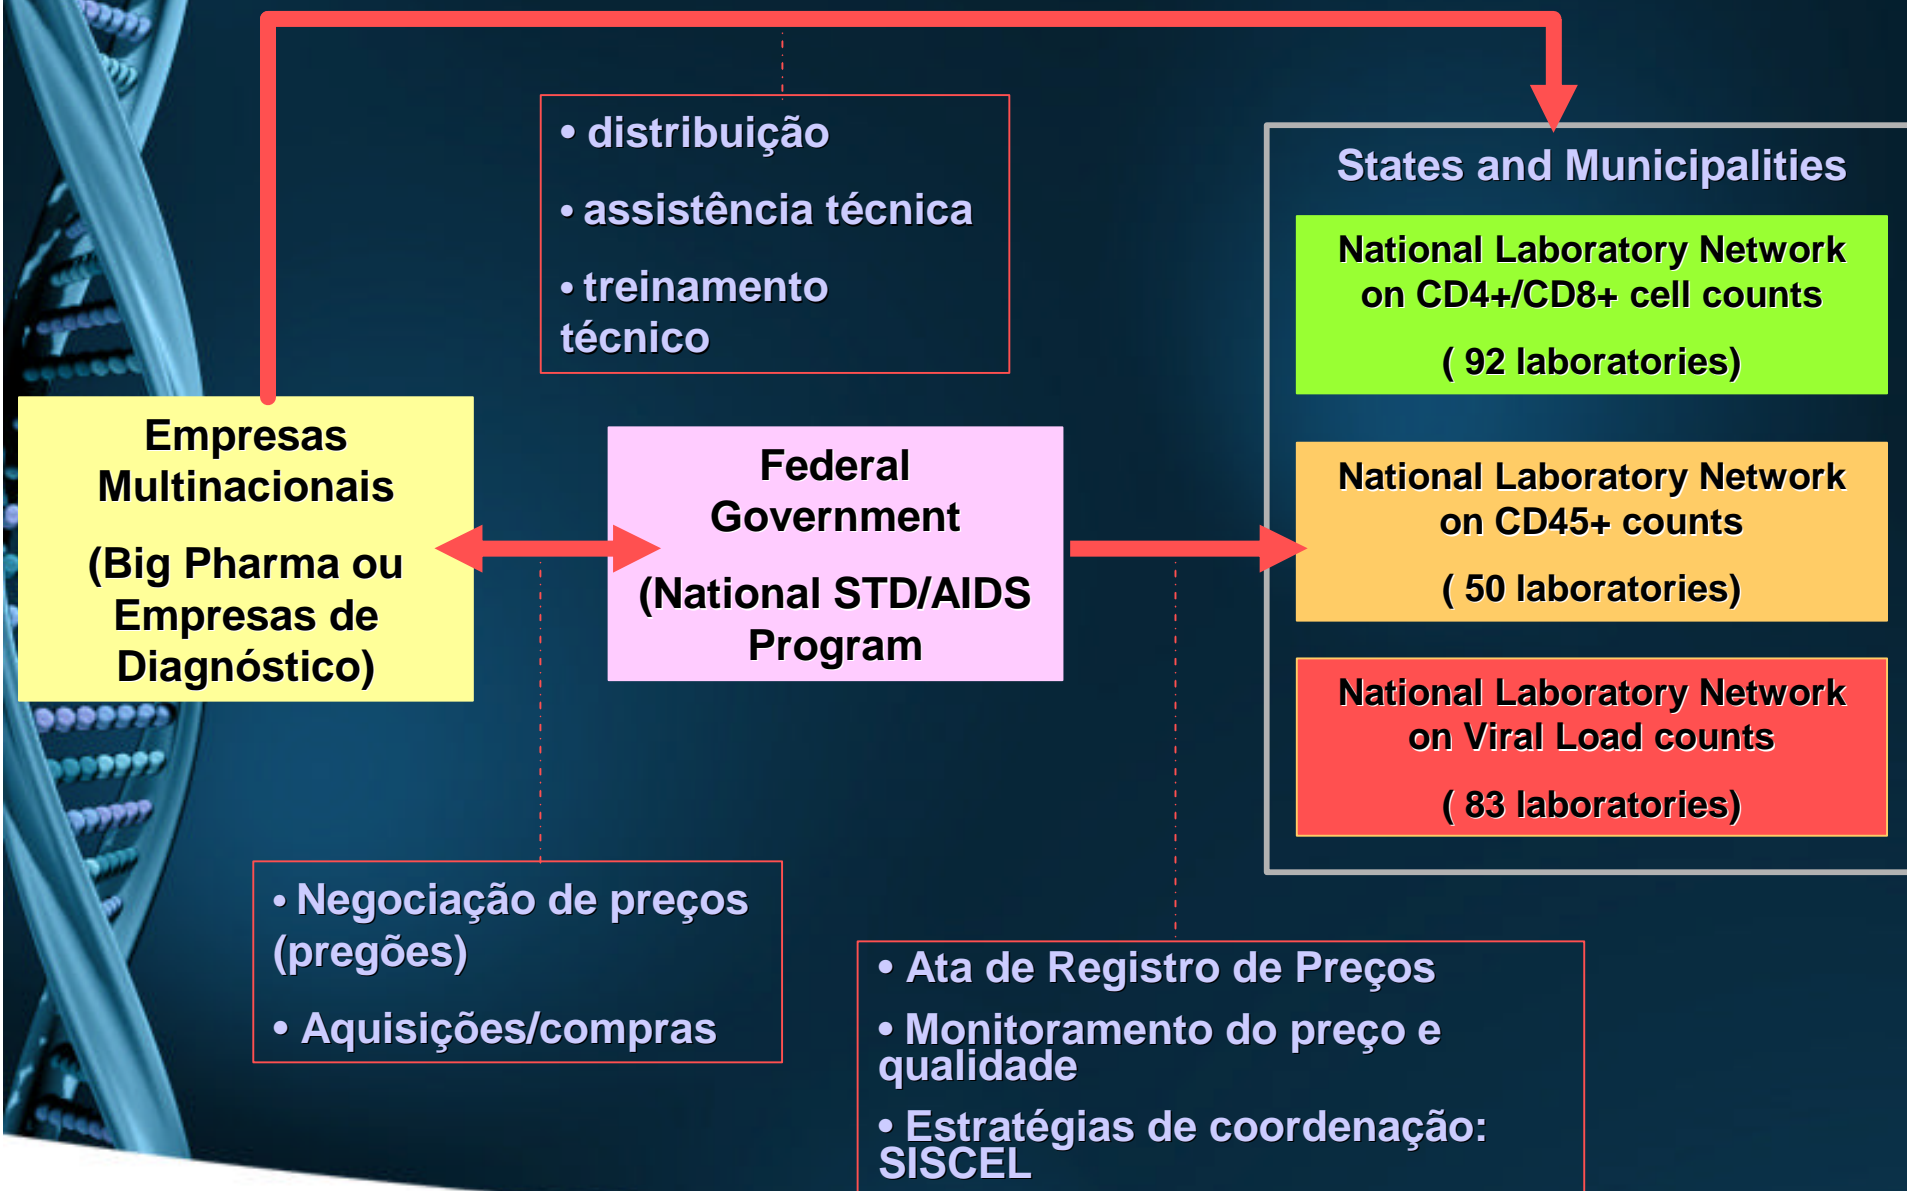 • distribuição
• assistência técnica
• treinamento
técnico
States and Municipalities
National Laboratory Network
on CD4+/CD8+ cell counts
( 92 laboratories)
Empresas
Multinacionais
(Big Pharma ou
Empresas de
Diagnóstico)
Federal
Government
(National STD/AIDS
Program
National Laboratory Network
on CD45+ counts
( 50 laboratories)
National Laboratory Network
on Viral Load counts
( 83 laboratories)
• Negociação de preços
(pregões)
• Aquisições/compras
• Ata de Registro de Preços
• Monitoramento do preço e
qualidade
• Estratégias de coordenação:
SISCEL